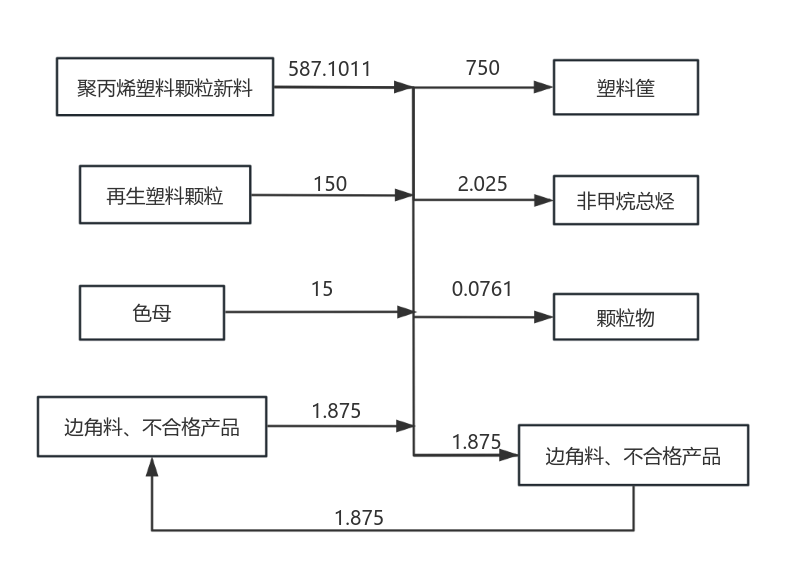 聚丙烯塑料颗粒新料
587.1011
750
塑料筐
再生塑料颗粒
150
2.025
非甲烷总烃
色母
15
0.0761
颗粒物
边角料、不合格产品
1.875
1.875
边角料、不合格产品
1.875